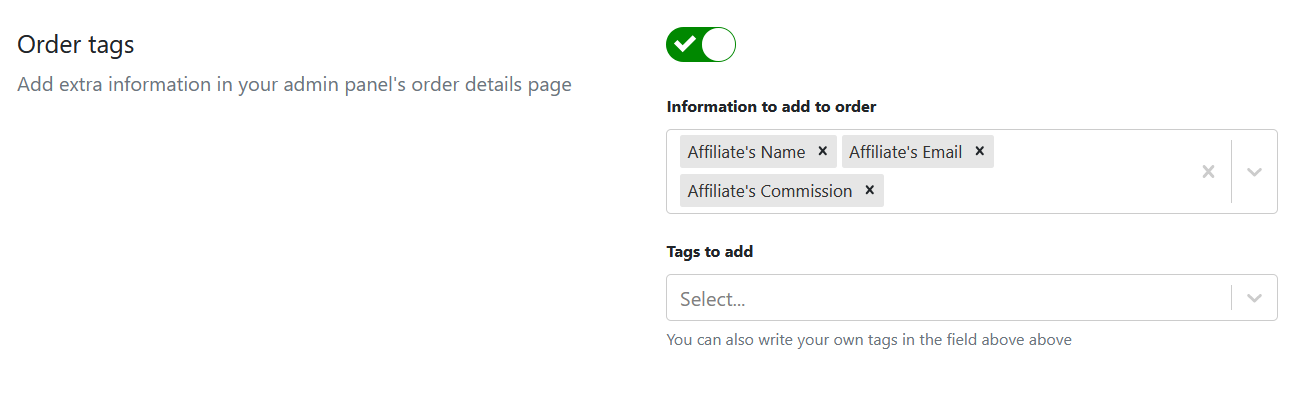 Order tags
Add extra information in your admin panel's order details page
Information to add to order
Affiliate's Name × Affiliate's Email ×
Affiliate's Commission ×
Tags to add
Select...
You can also write your own tags in the field above above